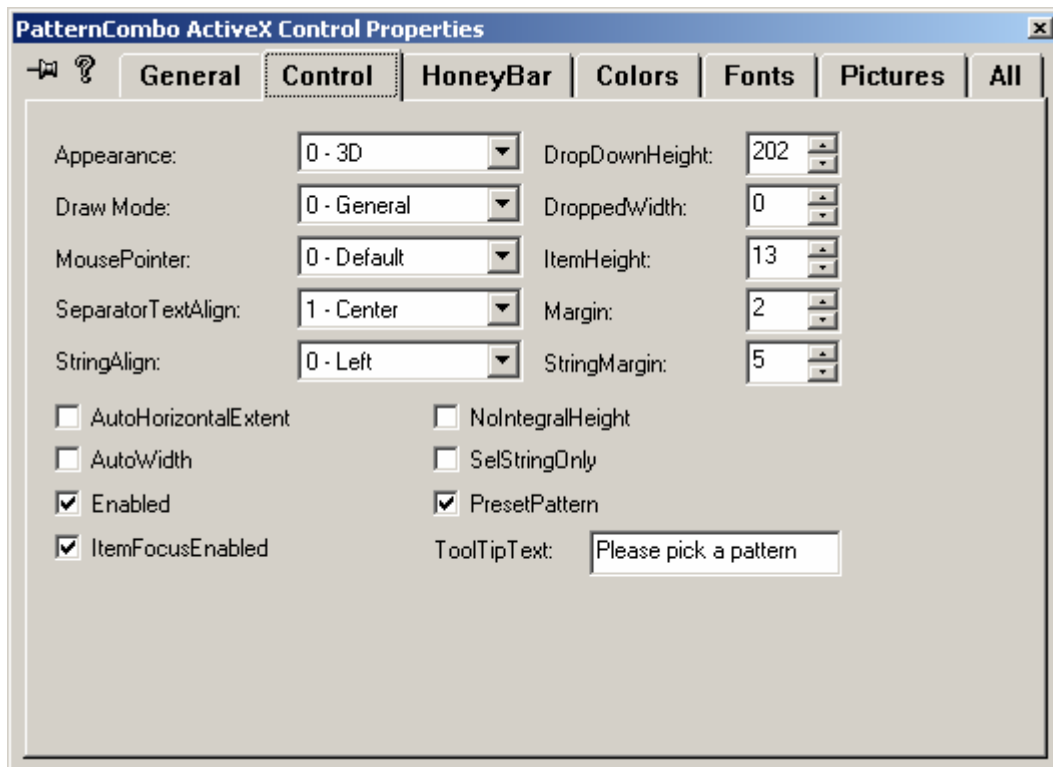 PatternCombo ActiveX Control Properties
General Control HoneyBar Colors Fonts Pictures All
Appearance: 0 - 3D DropDownHeight: 202
Draw Mode: 0 - General DroppedWidth: 0
MousePointer: 0 - Default ItemHeight: 13
SeparatorTextAlign: 1 - Center Margin: 2
StringAlign: 0 - Left StringMargin: 5
AutoHorizontalExtent NoIntegralHeight
AutoWidth SelStringOnly
Enabled PresetPattern
ItemFocusEnabled ToolTipText: Please pick a pattern